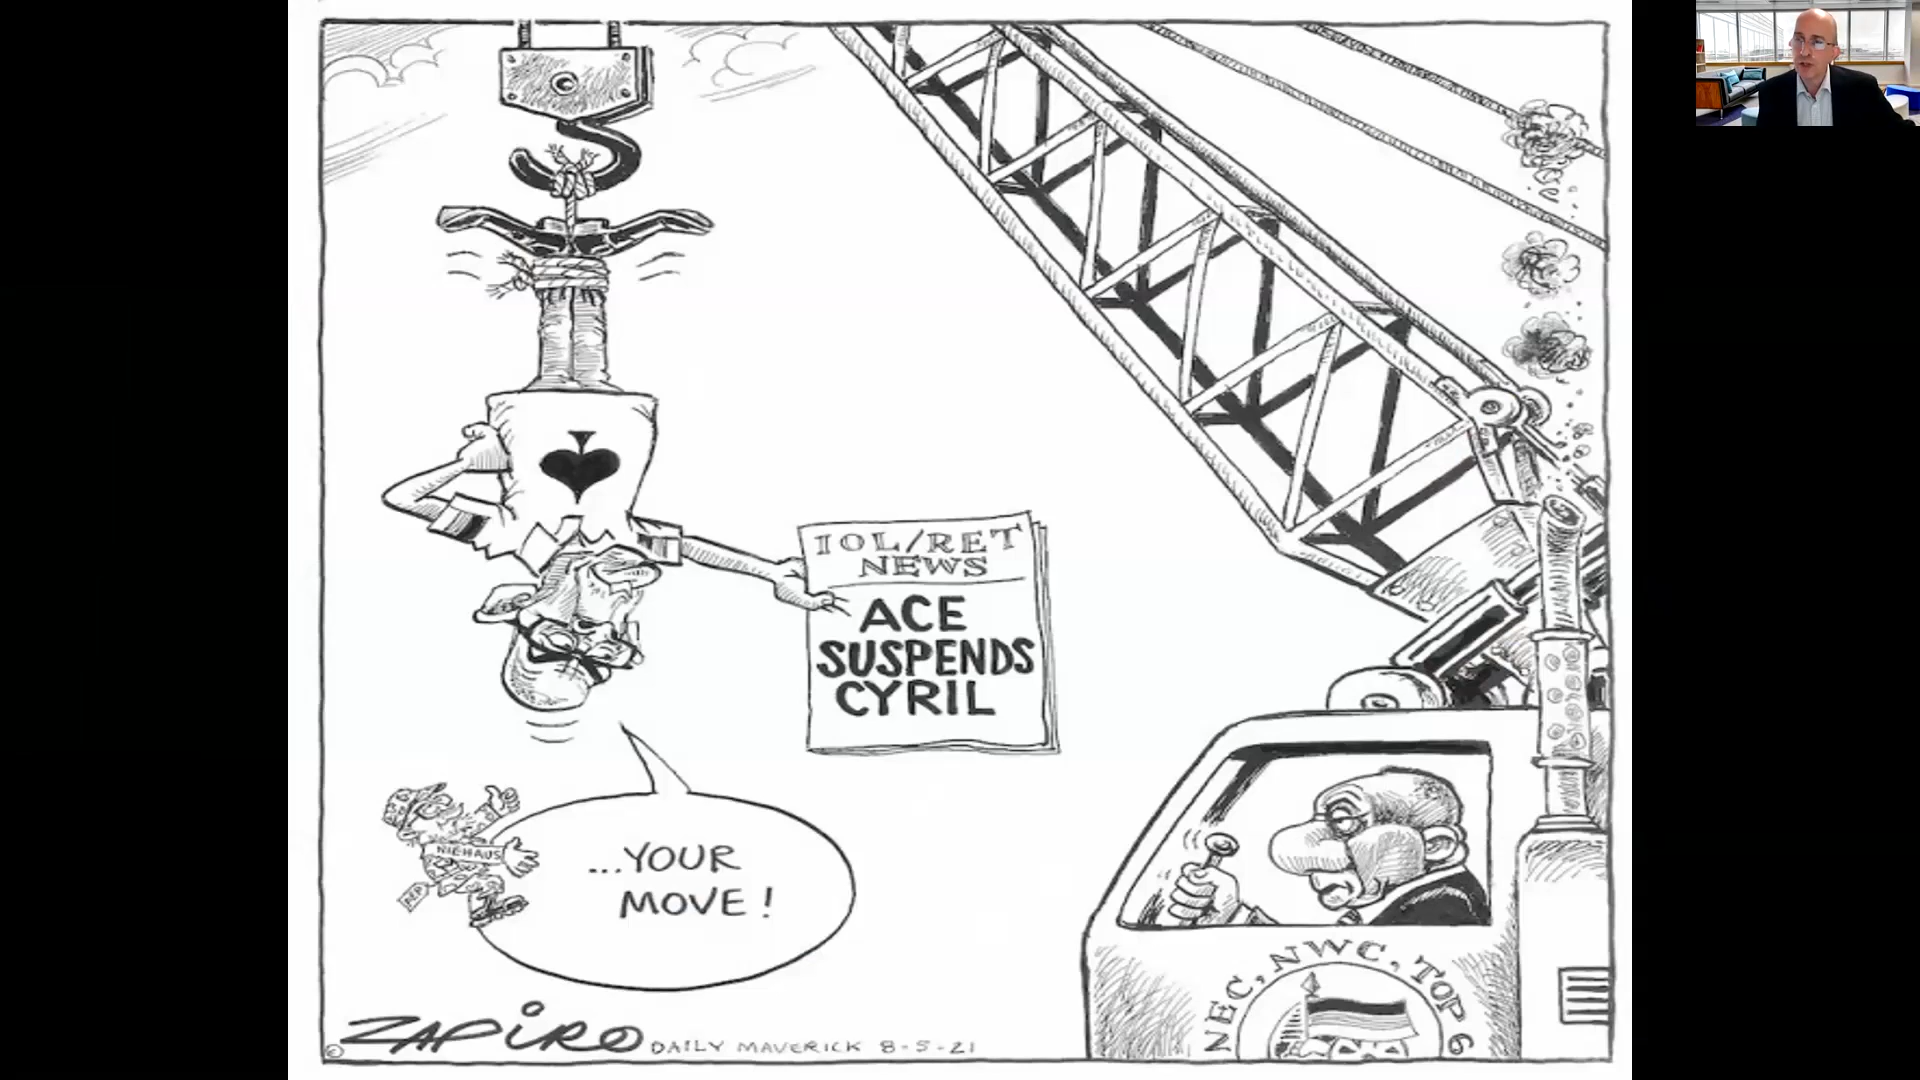 IOL/RET
NEWS
ACE
SUSPENDS
CYRIL
NIEHAUS
...YOUR
MOVE!
NEC, NWC, TOP 6
ZAPIRO
© DAILY MAVERICK 8-5-21